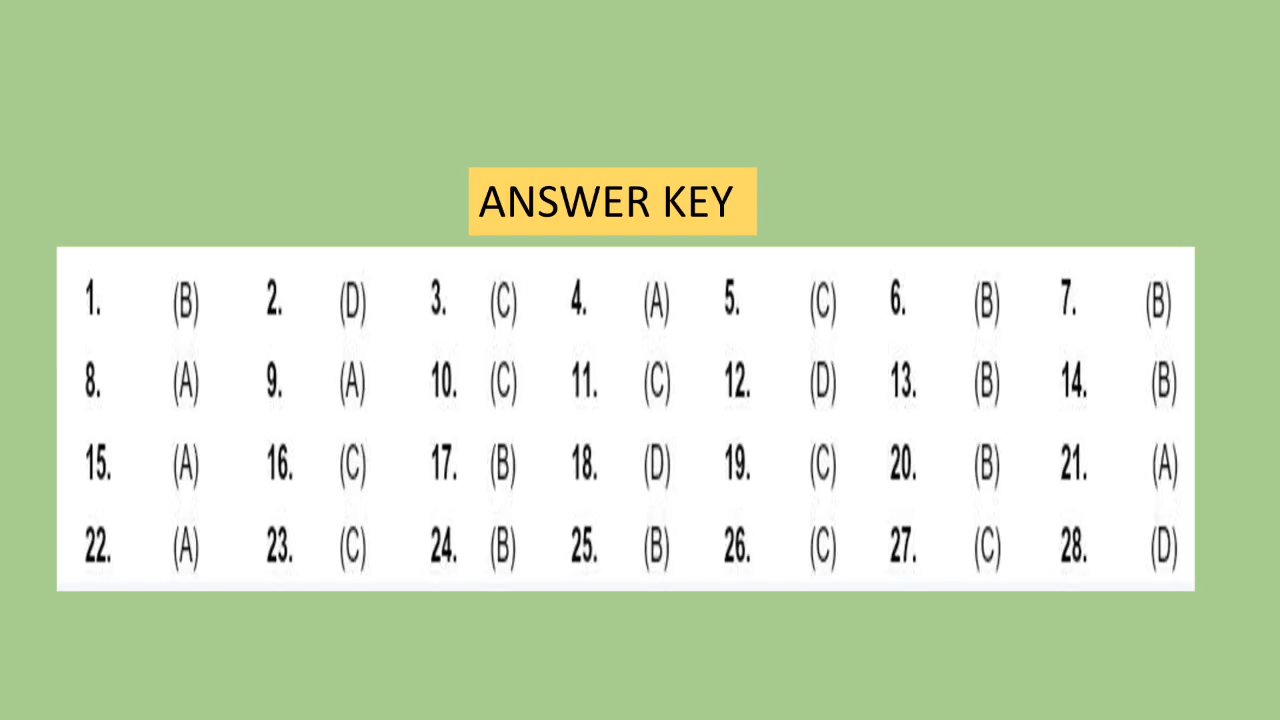 ANSWER KEY
1. (B) 2. (D) 3. (C) 4. (A) 5. (C) 6. (B) 7. (B)
8. (A) 9. (A) 10. (C) 11. (C) 12. (D) 13. (B) 14. (B)
15. (A) 16. (C) 17. (B) 18. (D) 19. (C) 20. (B) 21. (A)
22. (A) 23. (C) 24. (B) 25. (B) 26. (C) 27. (C) 28. (D)